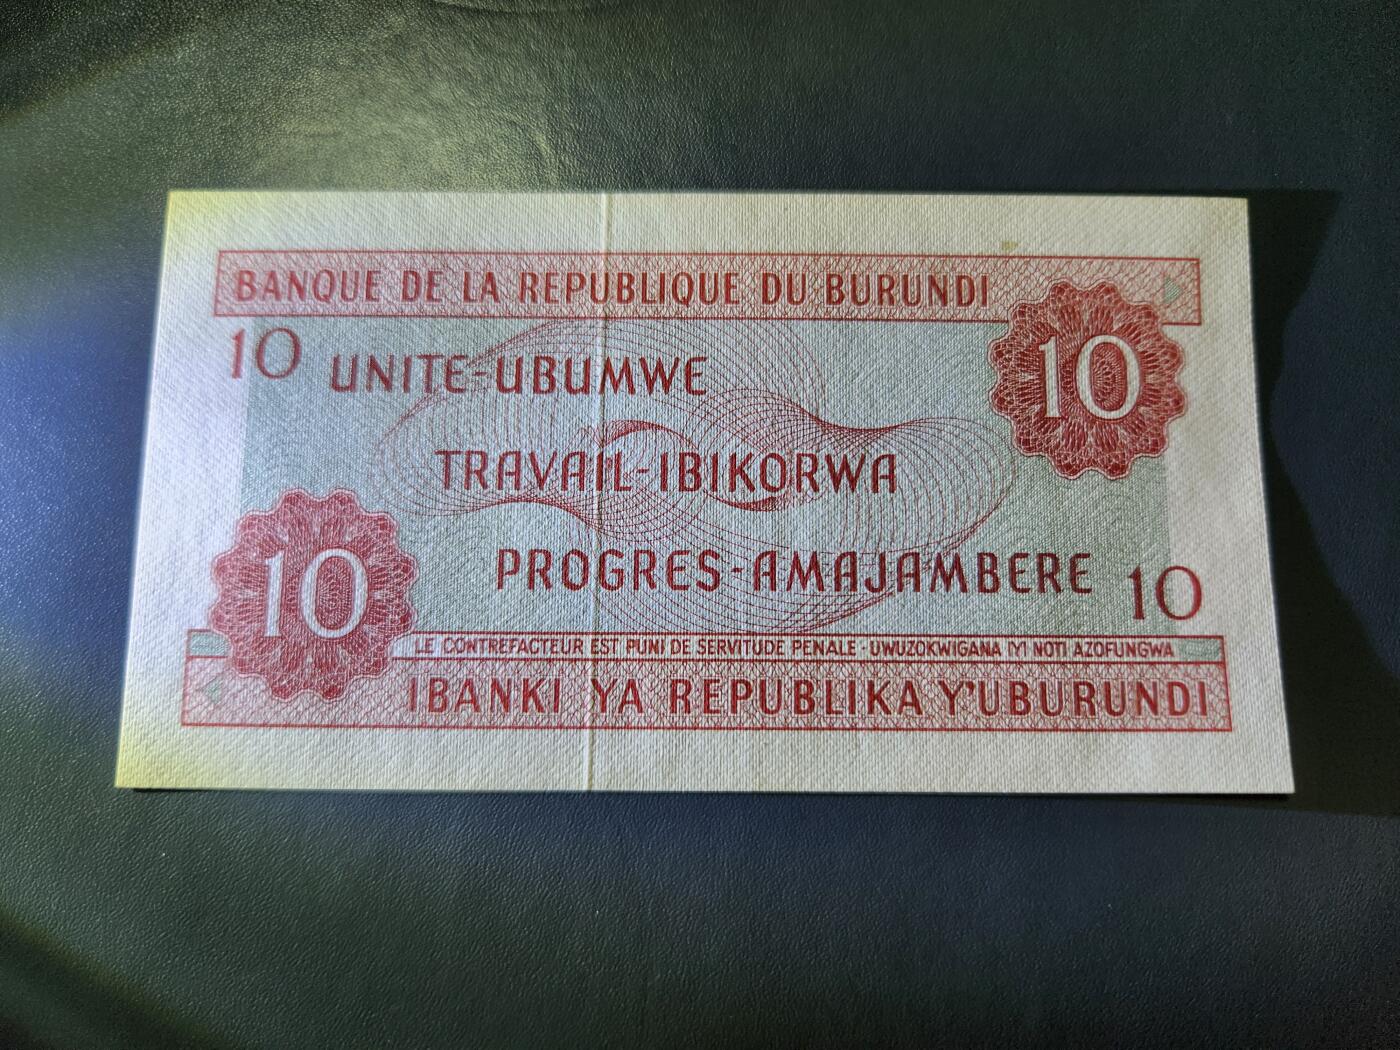 BANQUE DE LA REPUBLIQUE DU BURUNDI
10
10
UNITE-UBUMWE
TRAVAIL-IBIKORWA
PROGRES-AMAJAMBERE
10
10
LE CONTREFACTEUR EST PUNI DE SERVITUDE PENALE - UWUZOKWIGANA IYI NOTI AZOFUNGWA
IBANKI YA REPUBLIKA Y'UBURUNDI